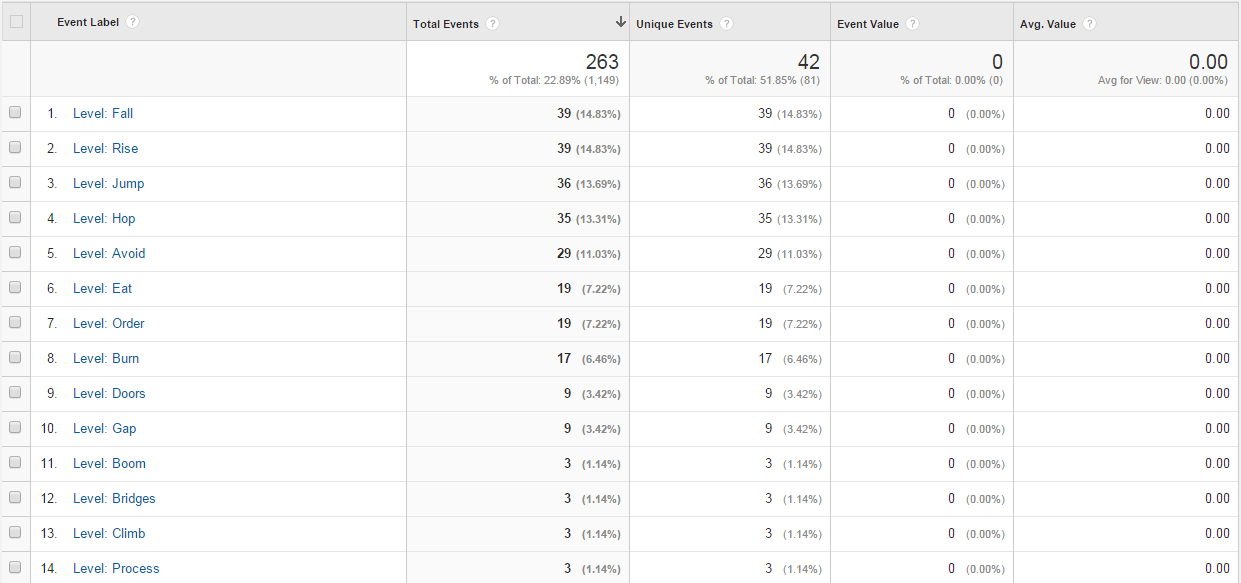 Event Label ? Total Events ? Unique Events ? Event Value ? Avg. Value ?
263 42 0 0.00
% of Total: 22.89% (1,149) % of Total: 51.85% (81) % of Total: 0.00% (0) Avg for View: 0.00 (0.00%)
1. Level: Fall 39 (14.83%) 39 (14.83%) 0 (0.00%) 0.00
2. Level: Rise 39 (14.83%) 39 (14.83%) 0 (0.00%) 0.00
3. Level: Jump 36 (13.69%) 36 (13.69%) 0 (0.00%) 0.00
4. Level: Hop 35 (13.31%) 35 (13.31%) 0 (0.00%) 0.00
5. Level: Avoid 29 (11.03%) 29 (11.03%) 0 (0.00%) 0.00
6. Level: Eat 19 (7.22%) 19 (7.22%) 0 (0.00%) 0.00
7. Level: Order 19 (7.22%) 19 (7.22%) 0 (0.00%) 0.00
8. Level: Burn 17 (6.46%) 17 (6.46%) 0 (0.00%) 0.00
9. Level: Doors 9 (3.42%) 9 (3.42%) 0 (0.00%) 0.00
10. Level: Gap 9 (3.42%) 9 (3.42%) 0 (0.00%) 0.00
11. Level: Boom 3 (1.14%) 3 (1.14%) 0 (0.00%) 0.00
12. Level: Bridges 3 (1.14%) 3 (1.14%) 0 (0.00%) 0.00
13. Level: Climb 3 (1.14%) 3 (1.14%) 0 (0.00%) 0.00
14. Level: Process 3 (1.14%) 3 (1.14%) 0 (0.00%) 0.00